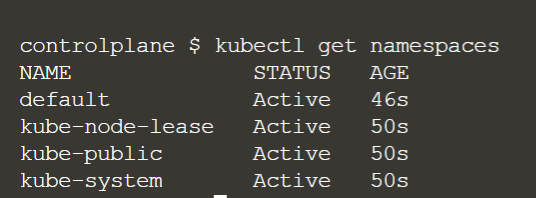 controlplane $ kubectl get namespaces
NAME              STATUS   AGE
default           Active   46s
kube-node-lease   Active   50s
kube-public       Active   50s
kube-system       Active   50s